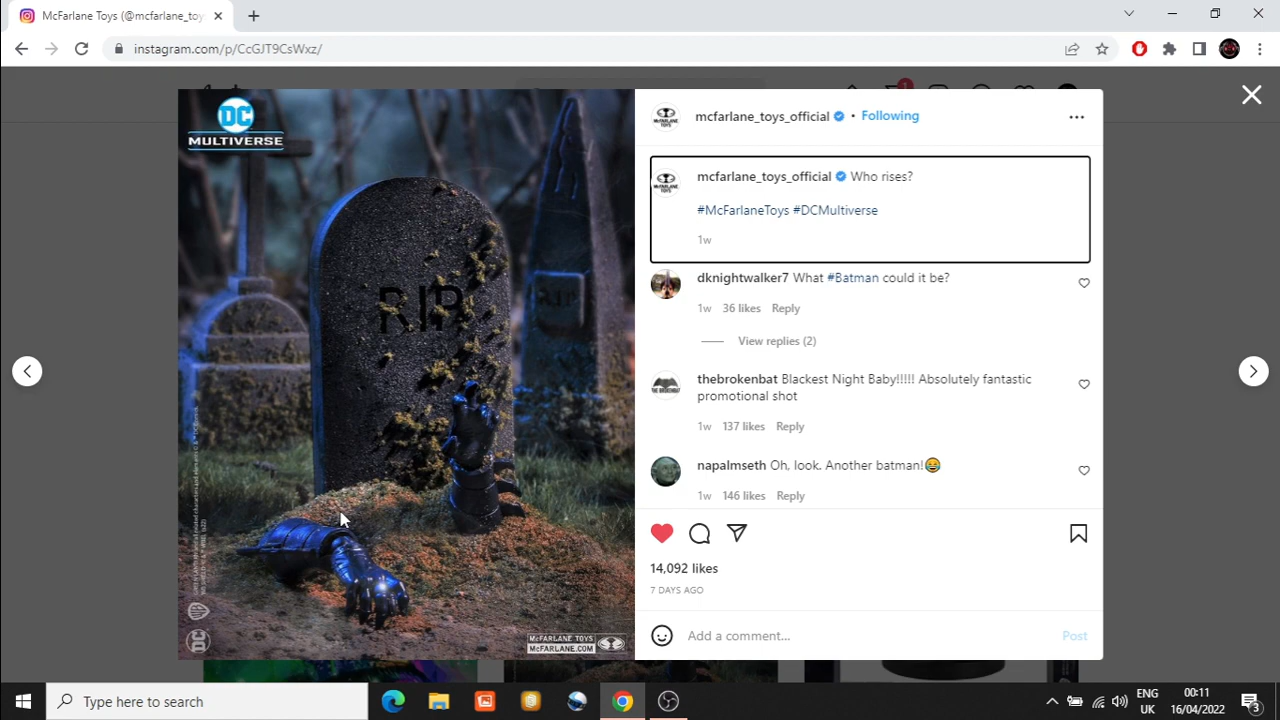 McFarlane Toys (@mcfarlane_toy
instagram.com/p/CcGJT9CsWxz/
1
DC
MULTIVERSE
RIP
RIP
McFARLANE TOYS
McFARLANE.COM
mcfarlane_toys_official • Following
mcfarlane_toys_official Who rises?
#McFarlaneToys #DCMultiverse
1w
dknightwalker7 What #Batman could it be?
1w 36 likes Reply
View replies (2)
thebrokenbat Blackest Night Baby!!!!! Absolutely fantastic
promotional shot
1w 137 likes Reply
napalmseth Oh, look. Another batman!😂
1w 146 likes Reply
14,092 likes
7 DAYS AGO
Add a comment... Post
Type here to search
ENG
UK
00:11
16/04/2022
3